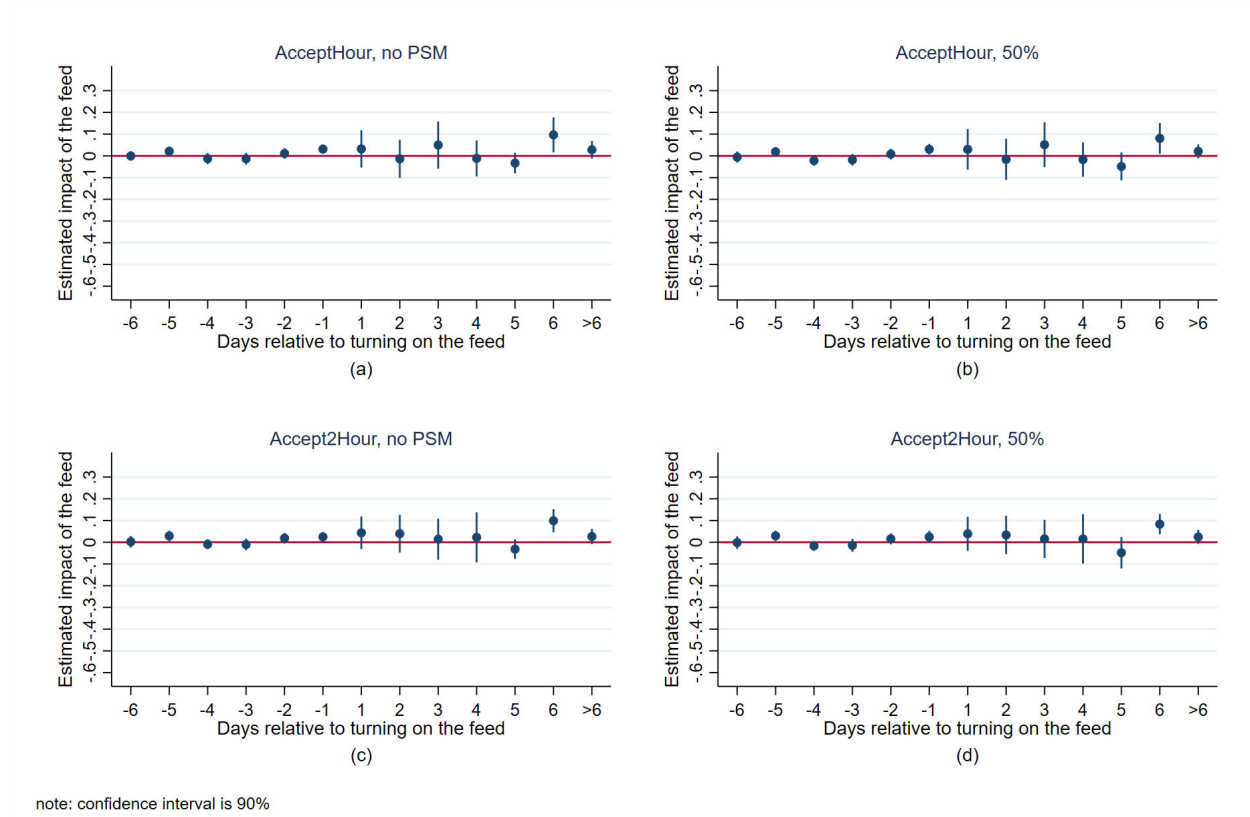 AcceptHour, no PSM
Estimated impact of the feed
.3
.2
.1
0
-.1
-.2
-.3
-.4
-.5
-.6
-6 -5 -4 -3 -2 -1 1 2 3 4 5 6 >6
Days relative to turning on the feed
(a)
AcceptHour, 50%
Estimated impact of the feed
.3
.2
.1
0
-.1
-.2
-.3
-.4
-.5
-.6
-6 -5 -4 -3 -2 -1 1 2 3 4 5 6 >6
Days relative to turning on the feed
(b)
Accept2Hour, no PSM
Estimated impact of the feed
.3
.2
.1
0
-.1
-.2
-.3
-.4
-.5
-.6
-6 -5 -4 -3 -2 -1 1 2 3 4 5 6 >6
Days relative to turning on the feed
(c)
Accept2Hour, 50%
Estimated impact of the feed
.3
.2
.1
0
-.1
-.2
-.3
-.4
-.5
-.6
-6 -5 -4 -3 -2 -1 1 2 3 4 5 6 >6
Days relative to turning on the feed
(d)
note: confidence interval is 90%